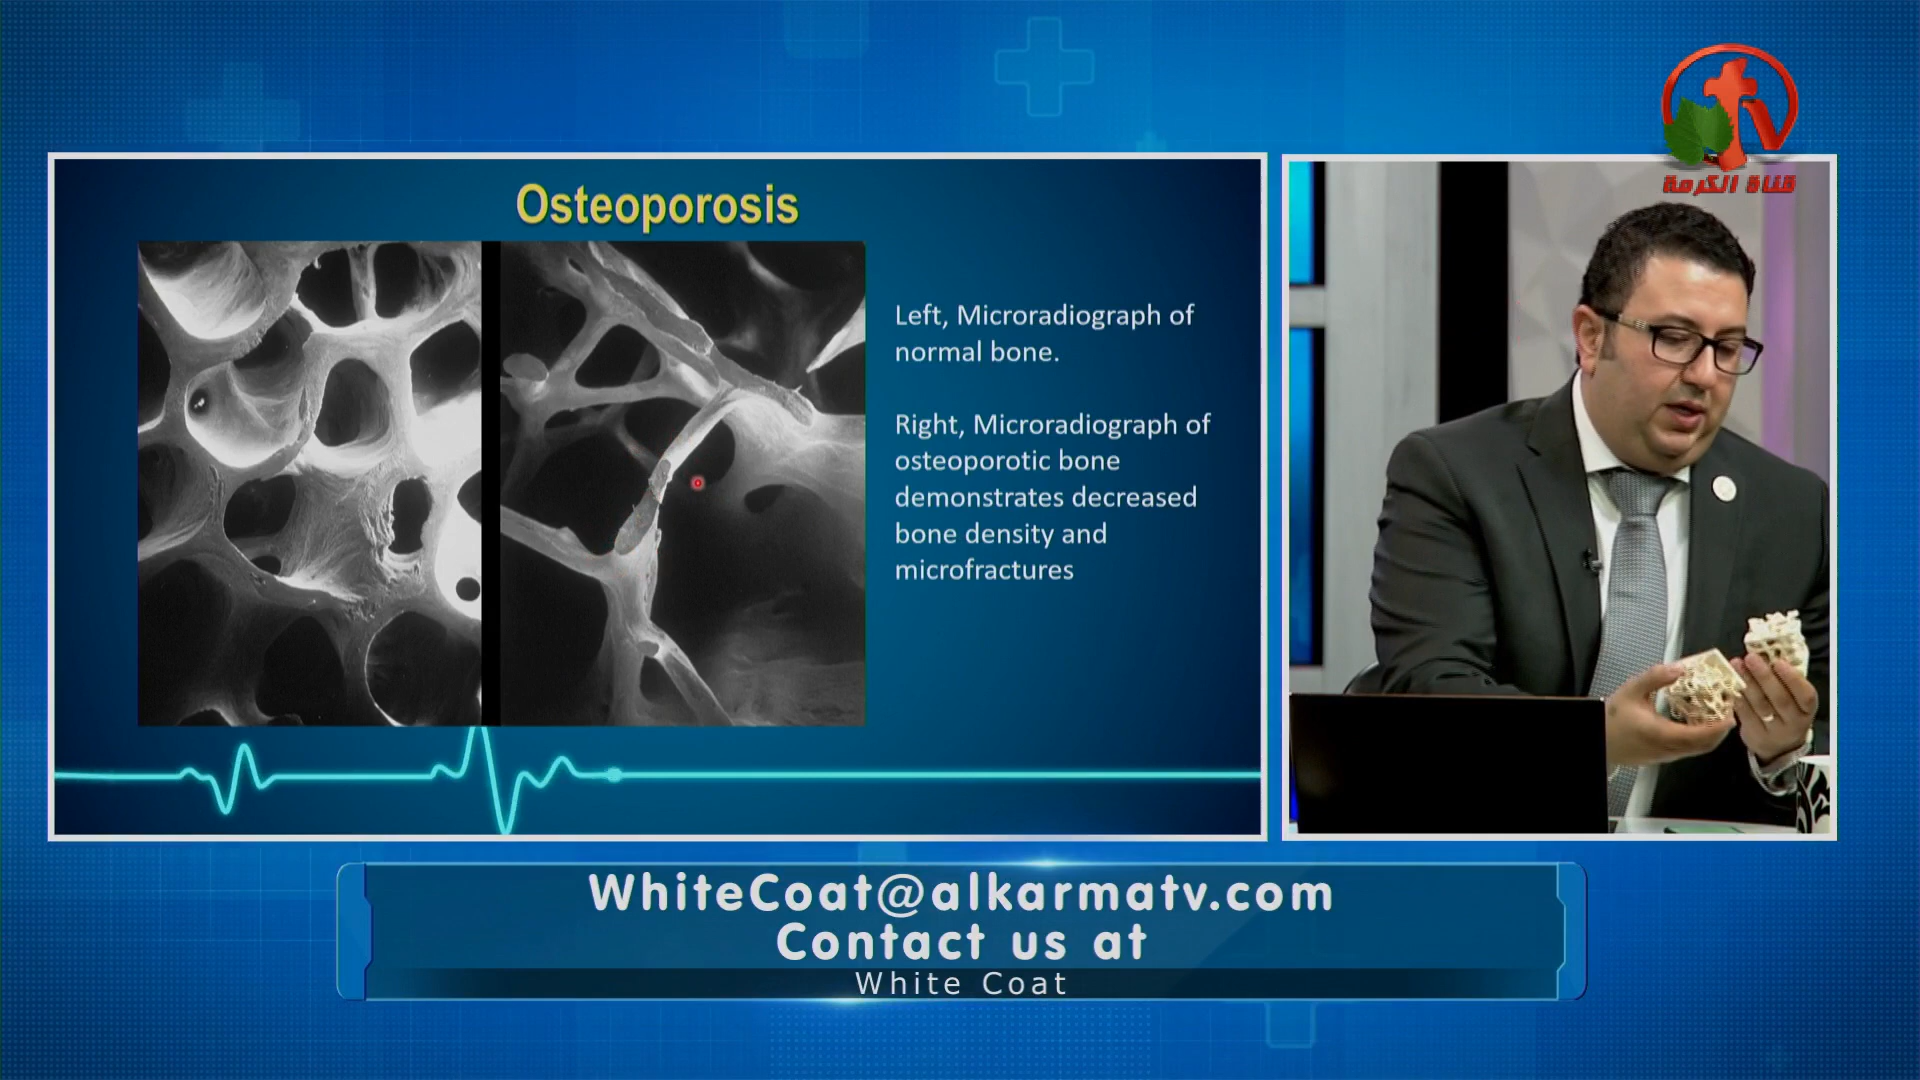 Osteoporosis
Left, Microradiograph of
normal bone.
Right, Microradiograph of
osteoporotic bone
demonstrates decreased
bone density and
microfractures
tv
قناة الكرمة
WhiteCoat@alkarmatv.com
Contact us at
White Coat